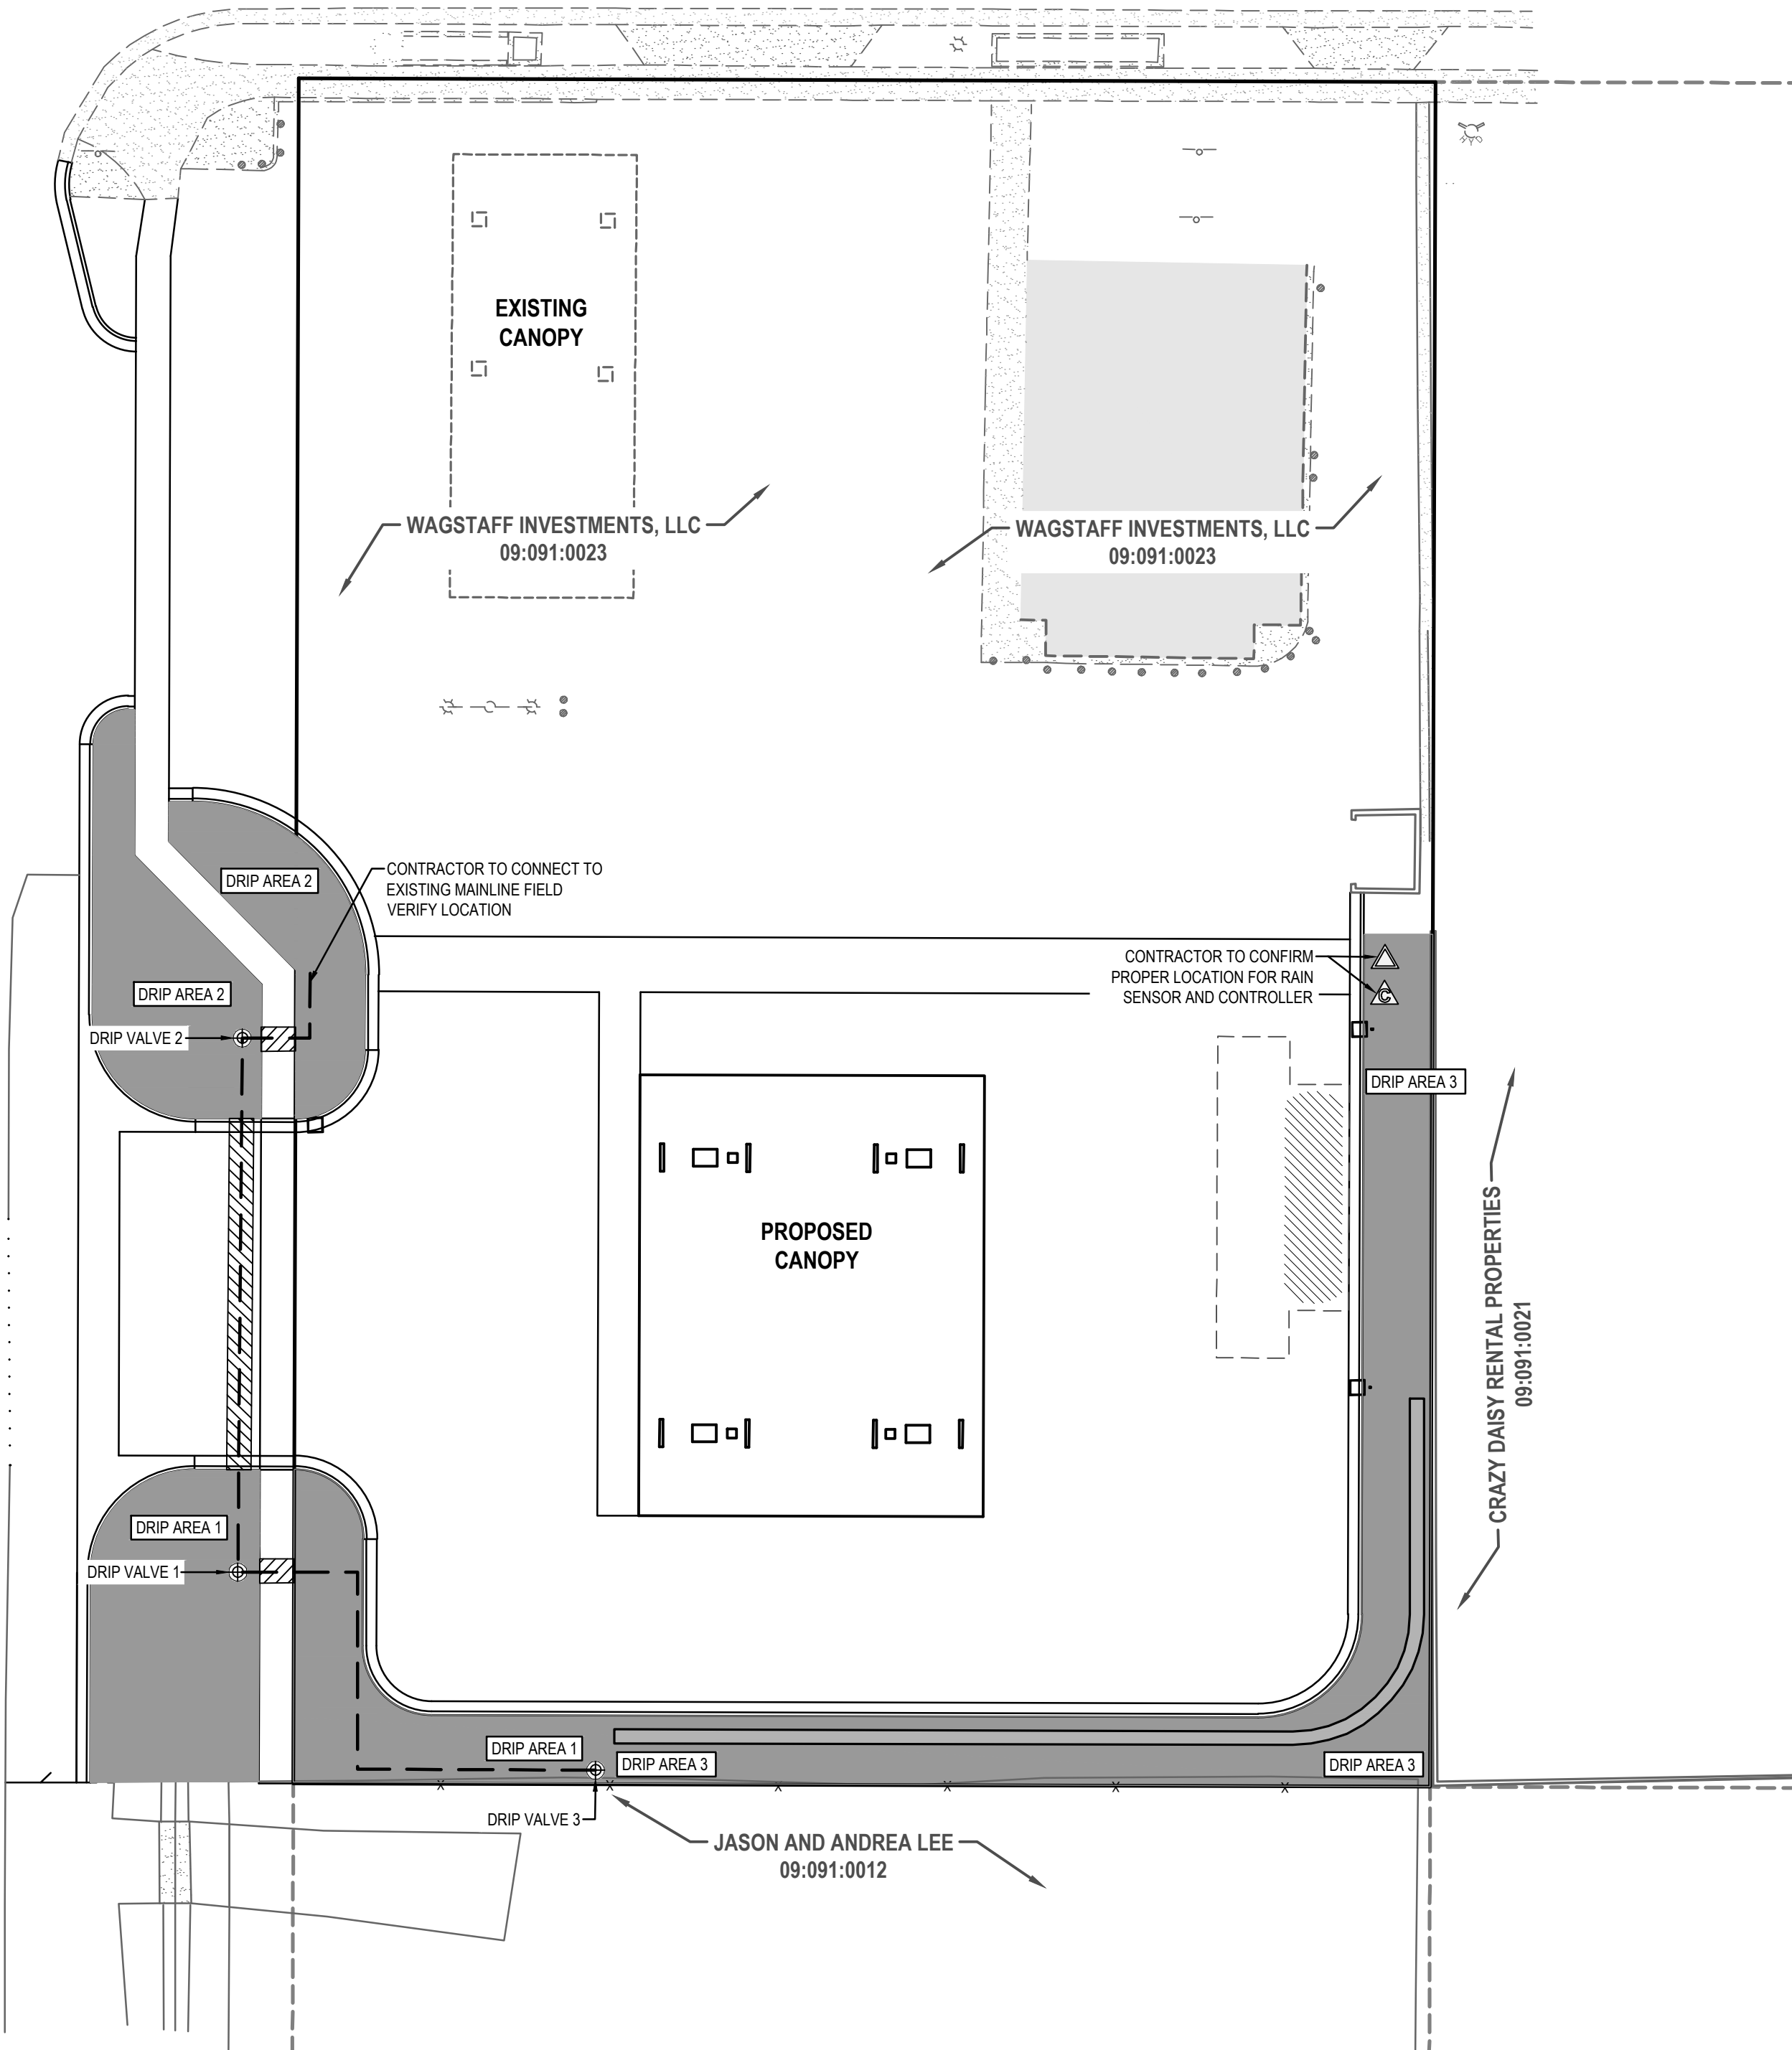 EXISTING
CANOPY
WAGSTAFF INVESTMENTS, LLC
09:091:0023
WAGSTAFF INVESTMENTS, LLC
09:091:0023
DRIP AREA 2
CONTRACTOR TO CONNECT TO
EXISTING MAINLINE FIELD
VERIFY LOCATION
CONTRACTOR TO CONFIRM
PROPER LOCATION FOR RAIN
SENSOR AND CONTROLLER
C
DRIP AREA 2
DRIP VALVE 2
DRIP AREA 3
CRAZY DAISY RENTAL PROPERTIES
09:091:0021
PROPOSED
CANOPY
DRIP AREA 1
DRIP VALVE 1
DRIP AREA 1
DRIP AREA 3
DRIP AREA 3
DRIP VALVE 3
JASON AND ANDREA LEE
09:091:0012